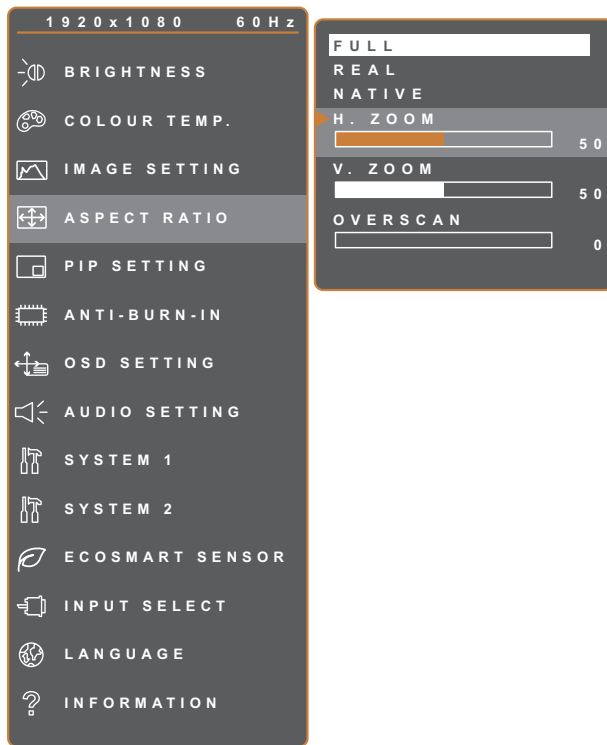 1920x1080 60Hz
BRIGHTNESS
COLOUR TEMP.
IMAGE SETTING
ASPECT RATIO
PIP SETTING
ANTI-BURN-IN
OSD SETTING
AUDIO SETTING
SYSTEM 1
SYSTEM 2
ECOSMART SENSOR
INPUT SELECT
LANGUAGE
INFORMATION
FULL
REAL
NATIVE
H. ZOOM
50
V. ZOOM
50
OVERSCAN
0